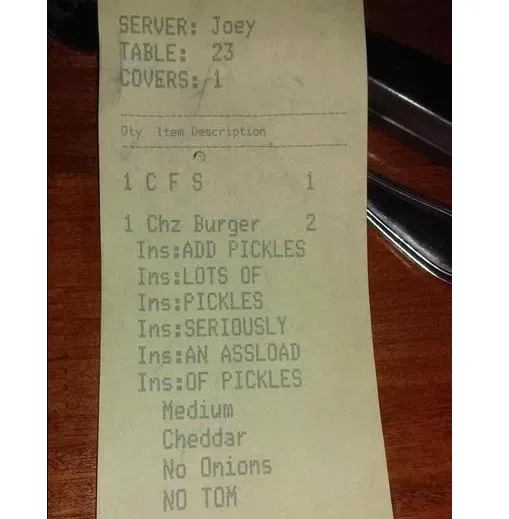 SERVER: Joey
TABLE: 23
COVERS: 1
Qty Item Description
1 C F S 1
1 Chz Burger 2
Ins:ADD PICKLES
Ins:LOTS OF
Ins:PICKLES
Ins:SERIOUSLY
Ins:AN ASSLOAD
Ins:OF PICKLES
Medium
Cheddar
No Onions
NO TOM